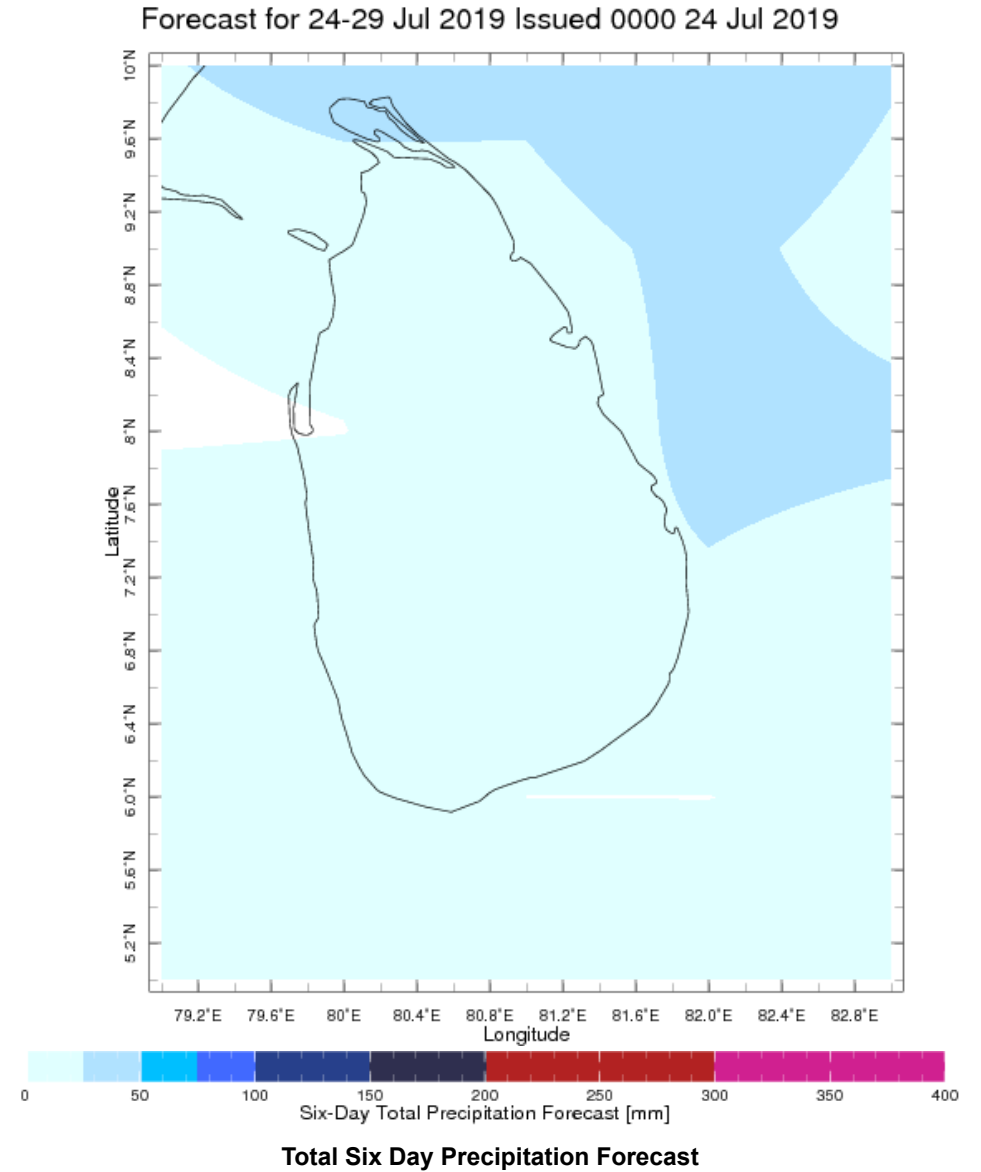 Forecast for 24-29 Jul 2019 Issued 0000 24 Jul 2019
10°N
9.6°N
9.2°N
8.8°N
8.4°N
8°N
7.6°N
7.2°N
6.8°N
6.4°N
6.0°N
5.6°N
5.2°N
Latitude
79.2°E 79.6°E 80°E 80.4°E 80.8°E 81.2°E 81.6°E 82.0°E 82.4°E 82.8°E
Longitude
0 50 100 150 200 250 300 350 400
Six-Day Total Precipitation Forecast [mm]
Total Six Day Precipitation Forecast